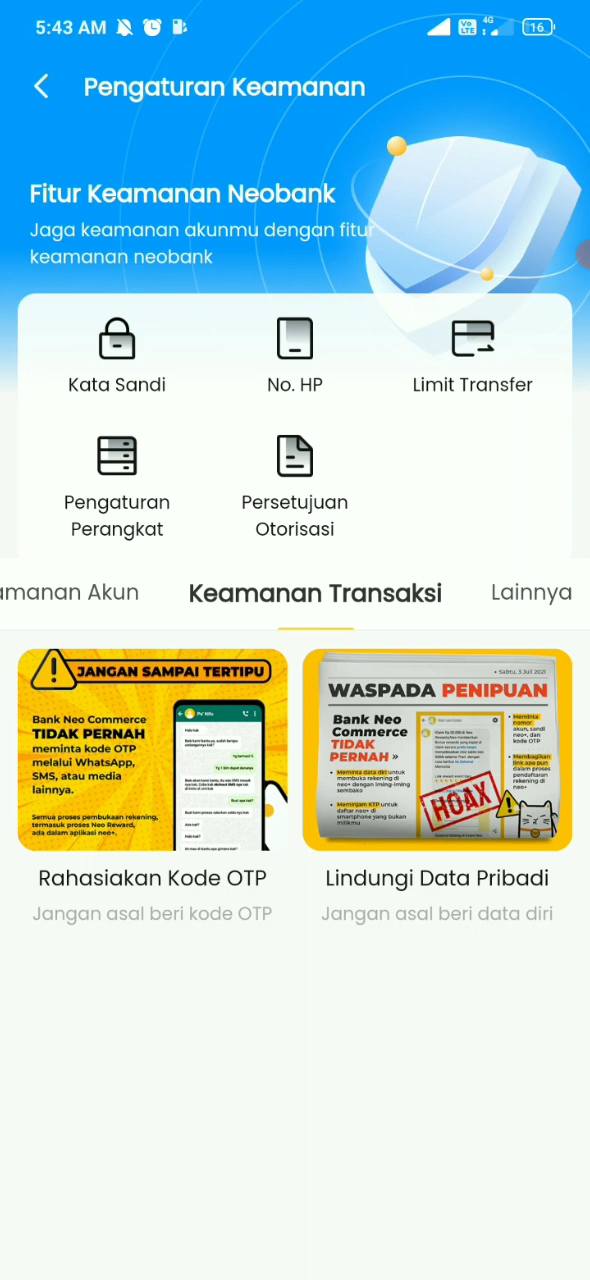 5:43 AM
Vo
LTE
4G
16
Pengaturan Keamanan
Fitur Keamanan Neobank
Jaga keamanan akunmu dengan fitur
keamanan neobank
Kata Sandi
No. HP
Limit Transfer
Pengaturan
Perangkat
Persetujuan
Otorisasi
amanan Akun
Keamanan Transaksi
Lainnya
JANGAN SAMPAI TERTIPU
Bank Neo Commerce
TIDAK PERNAH
meminta kode OTP
melalui WhatsApp,
SMS, atau media
lainnya.
Semua proses pembukaan rekening,
termasuk proses Neo Reward,
ada dalam aplikasi neo+.
• Sabtu, 3 Juli 2021
WASPADA PENIPUAN
Bank Neo
Commerce
TIDAK
PERNAH »
• Meminta data diri untuk
membuka rekening di
neo+ dengan iming-iming
sembako
• Meminjam KTP untuk
daftar neo+ di
smartphone yang bukan
milikmu
HOAX
• Meminta
nomor
akun, sandi
neo+, dan
kode OTP
• Membagikan
link app pun
dalam proses
pendaftaran
rekening di
neo+
Rahasiakan Kode OTP
Jangan asal beri kode OTP
Lindungi Data Pribadi
Jangan asal beri data diri